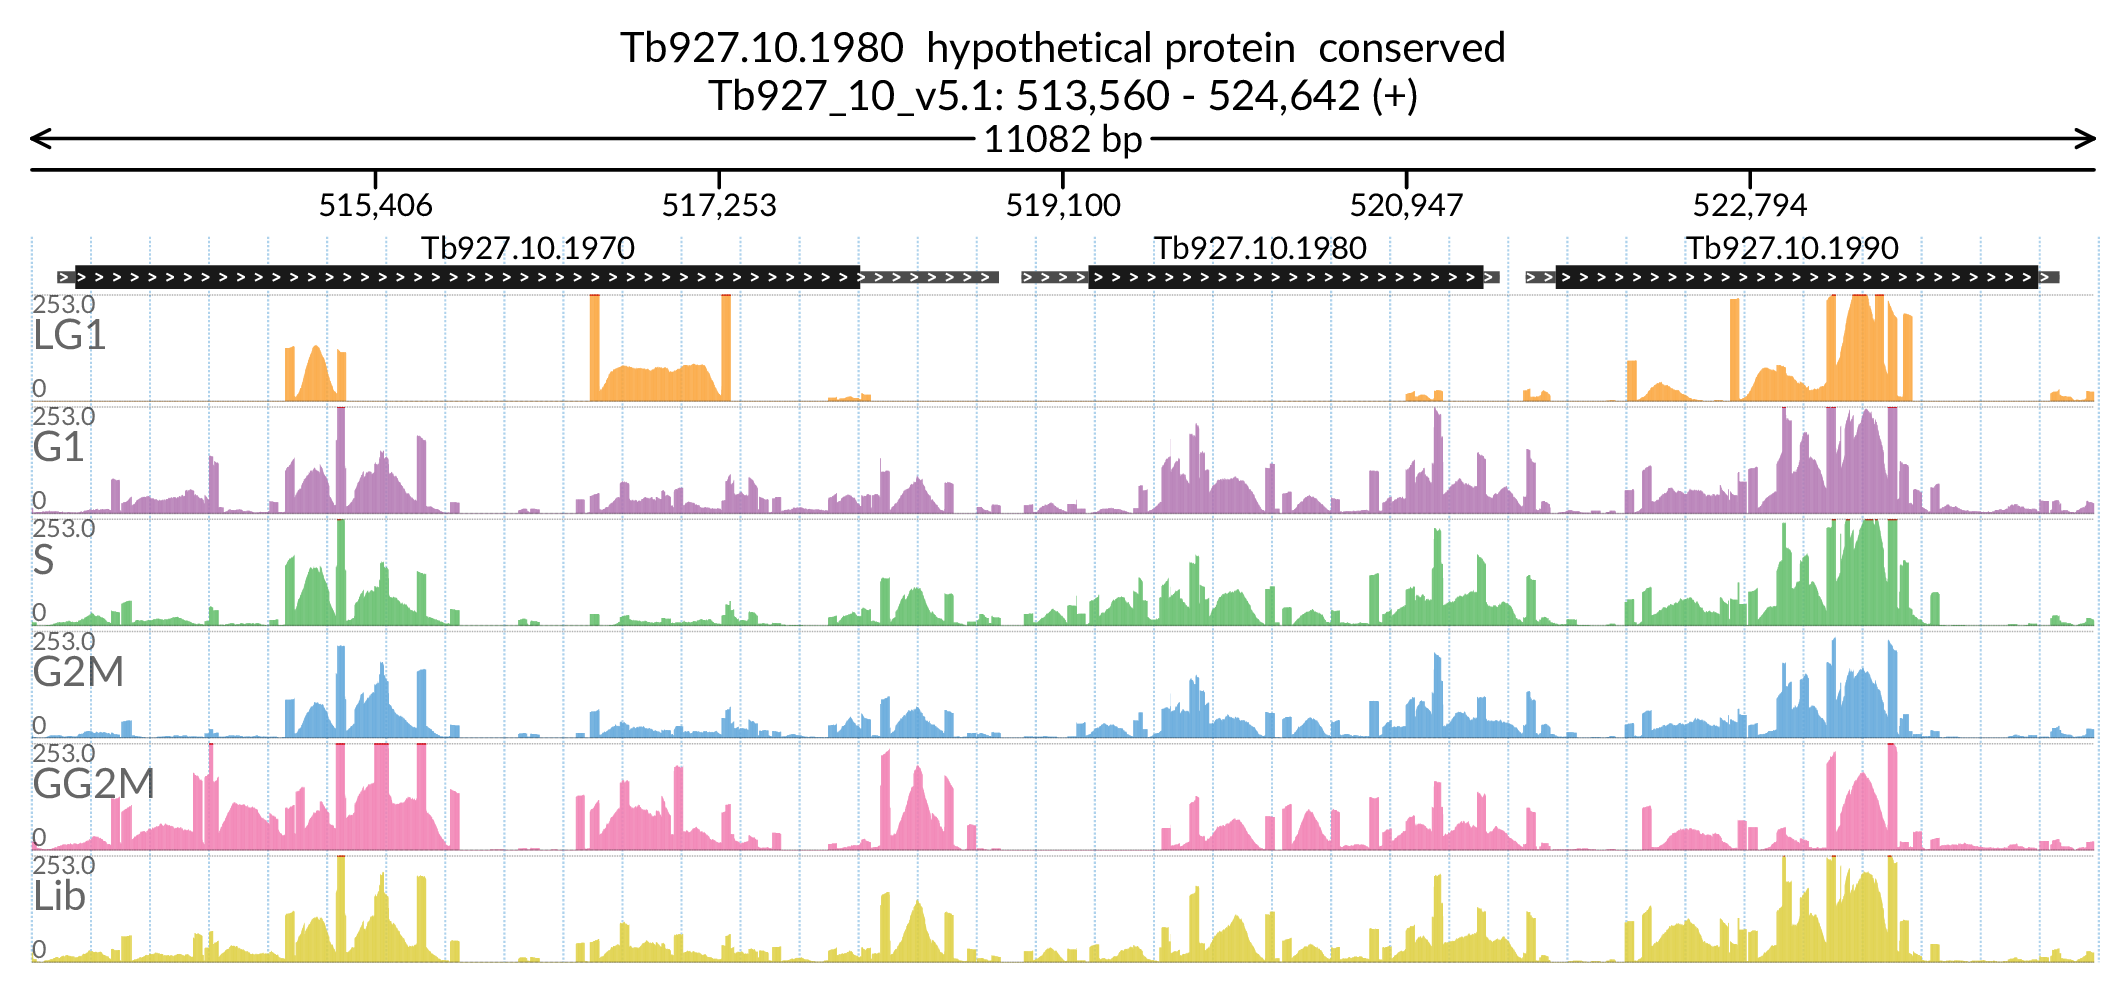 Tb927.10.1980 hypothetical protein conserved
Tb927_10_v5.1: 513,560 - 524,642 (+)
11082 bp
515,406 517,253 519,100 520,947 522,794
Tb927.10.1970 Tb927.10.1980 Tb927.10.1990
253.0
LG1
0
253.0
G1
0
253.0
S
0
253.0
G2M
0
253.0
GG2M
0
253.0
Lib
0